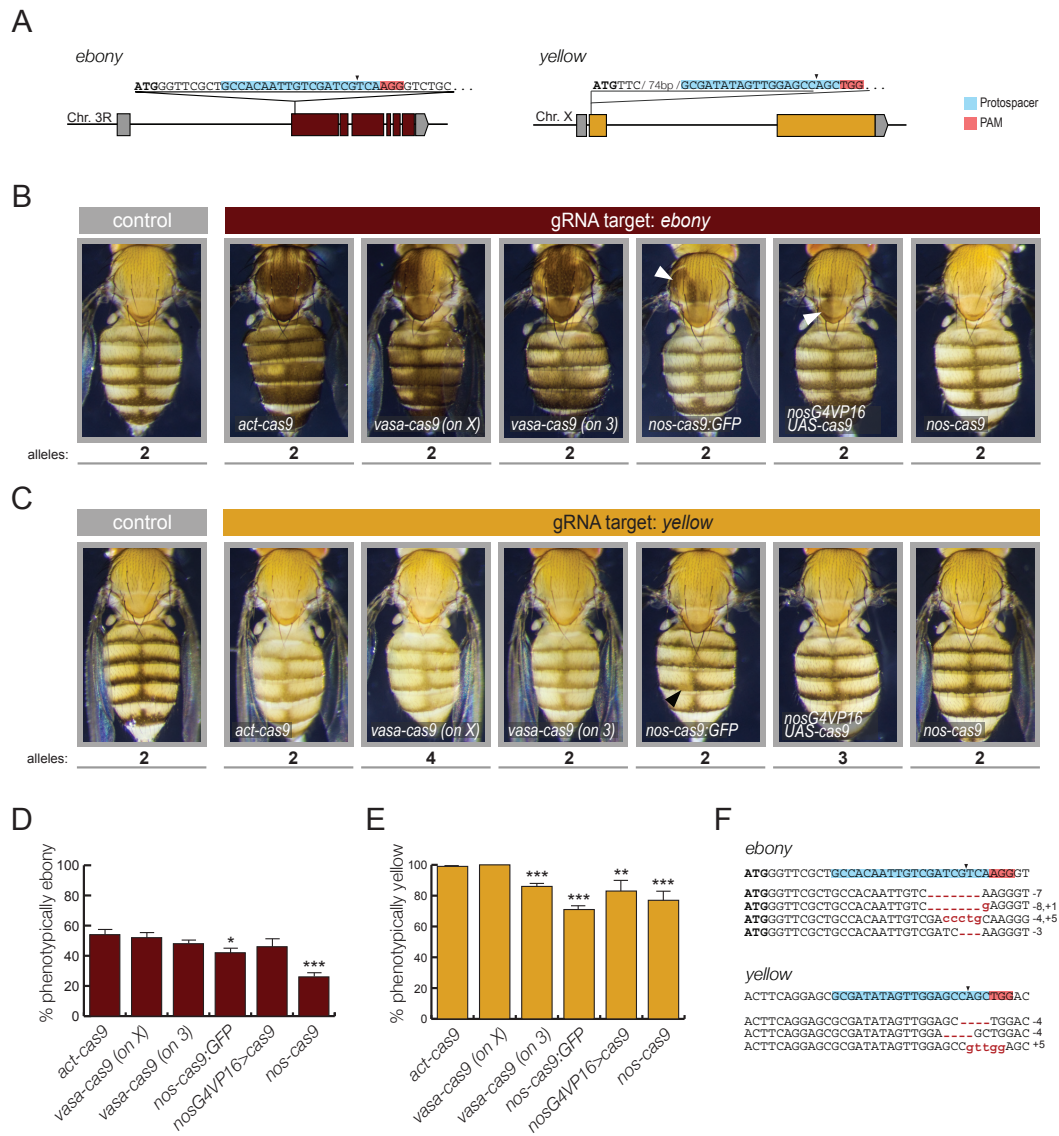 A
ebony
ATGGGTTCGCTGCCACAATTGTCGATCGTCAAGGGTCTGC...
Chr. 3R
yellow
ATGTTC/ 74bp /GCGATATAGTTGGAGCCAGCTGG...
Chr. X
Protospacer
PAM
B
control
gRNA target: ebony
act-cas9
vasa-cas9 (on X)
vasa-cas9 (on 3)
nos-cas9:GFP
nosG4VP16
UAS-cas9
nos-cas9
alleles: 2 2 2 2 2 2 2
C
control
gRNA target: yellow
act-cas9
vasa-cas9 (on X)
vasa-cas9 (on 3)
nos-cas9:GFP
nosG4VP16
UAS-cas9
nos-cas9
alleles: 2 2 4 2 2 3 2
D
% phenotypically ebony
100
80
60
40
20
0
*
***
act-cas9
vasa-cas9 (on X)
vasa-cas9 (on 3)
nos-cas9:GFP
nosG4VP16>cas9
nos-cas9
E
% phenotypically yellow
100
80
60
40
20
0
***
***
**
***
act-cas9
vasa-cas9 (on X)
vasa-cas9 (on 3)
nos-cas9:GFP
nosG4VP16>cas9
nos-cas9
F
ebony
ATGGGTTCGCTGCCACAATTGTCGATCGTCAAGGGT
ATGGGTTCGCTGCCACAATTGTC-------AAGGGT -7
ATGGGTTCGCTGCCACAATTGTC-------gAGGGT -8,+1
ATGGGTTCGCTGCCACAATTGTCGAccctgCAAGGG -4,+5
ATGGGTTCGCTGCCACAATTGTCGATC---AAGGGT -3
yellow
ACTTCAGGAGCGCGATATAGTTGGAGCCAGCTGGAC
ACTTCAGGAGCGCGATATAGTTGGAGC----TGGAC -4
ACTTCAGGAGCGCGATATAGTTGGA----GCTGGAC -4
ACTTCAGGAGCGCGATATAGTTGGAGCCgttggAGC +5